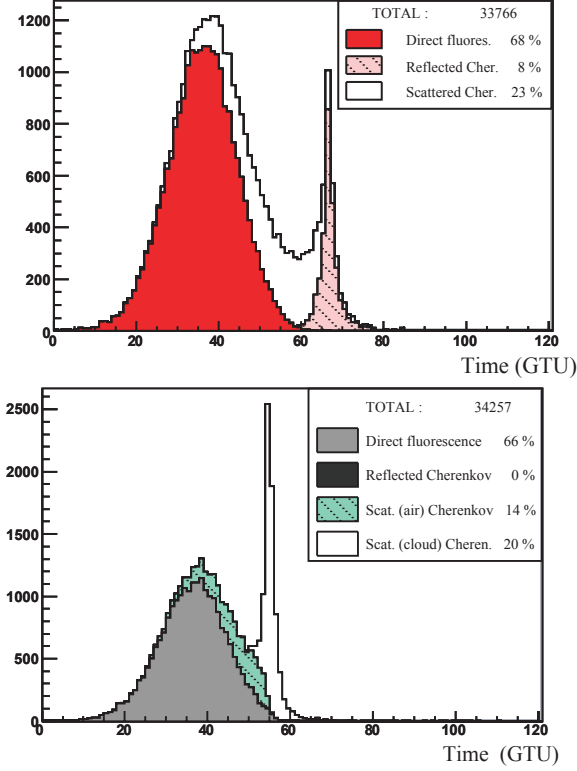 TOTAL : 33766
Direct fluores. 68 %
Reflected Cher. 8 %
Scattered Cher. 23 %
1200
1000
800
600
400
200
0
0 20 40 60 80 100 120
Time (GTU)
TOTAL : 34257
Direct fluorescence 66 %
Reflected Cherenkov 0 %
Scat. (air) Cherenkov 14 %
Scat. (cloud) Cheren. 20 %
2500
2000
1500
1000
500
0
0 20 40 60 80 100 120
Time (GTU)